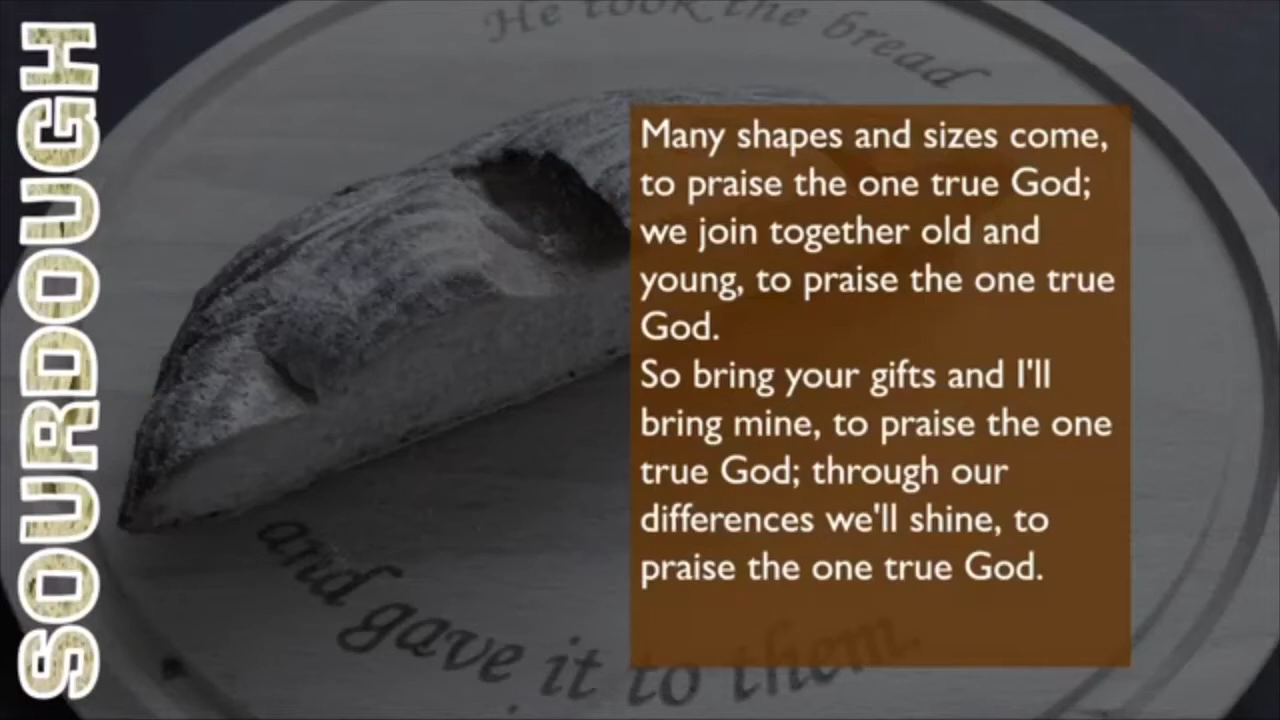 SOURDOUGH
He took the bread
Many shapes and sizes come,
to praise the one true God;
we join together old and
young, to praise the one true
God.
So bring your gifts and I'll
bring mine, to praise the one
true God; through our
differences we'll shine, to
praise the one true God.
and gave it to them.